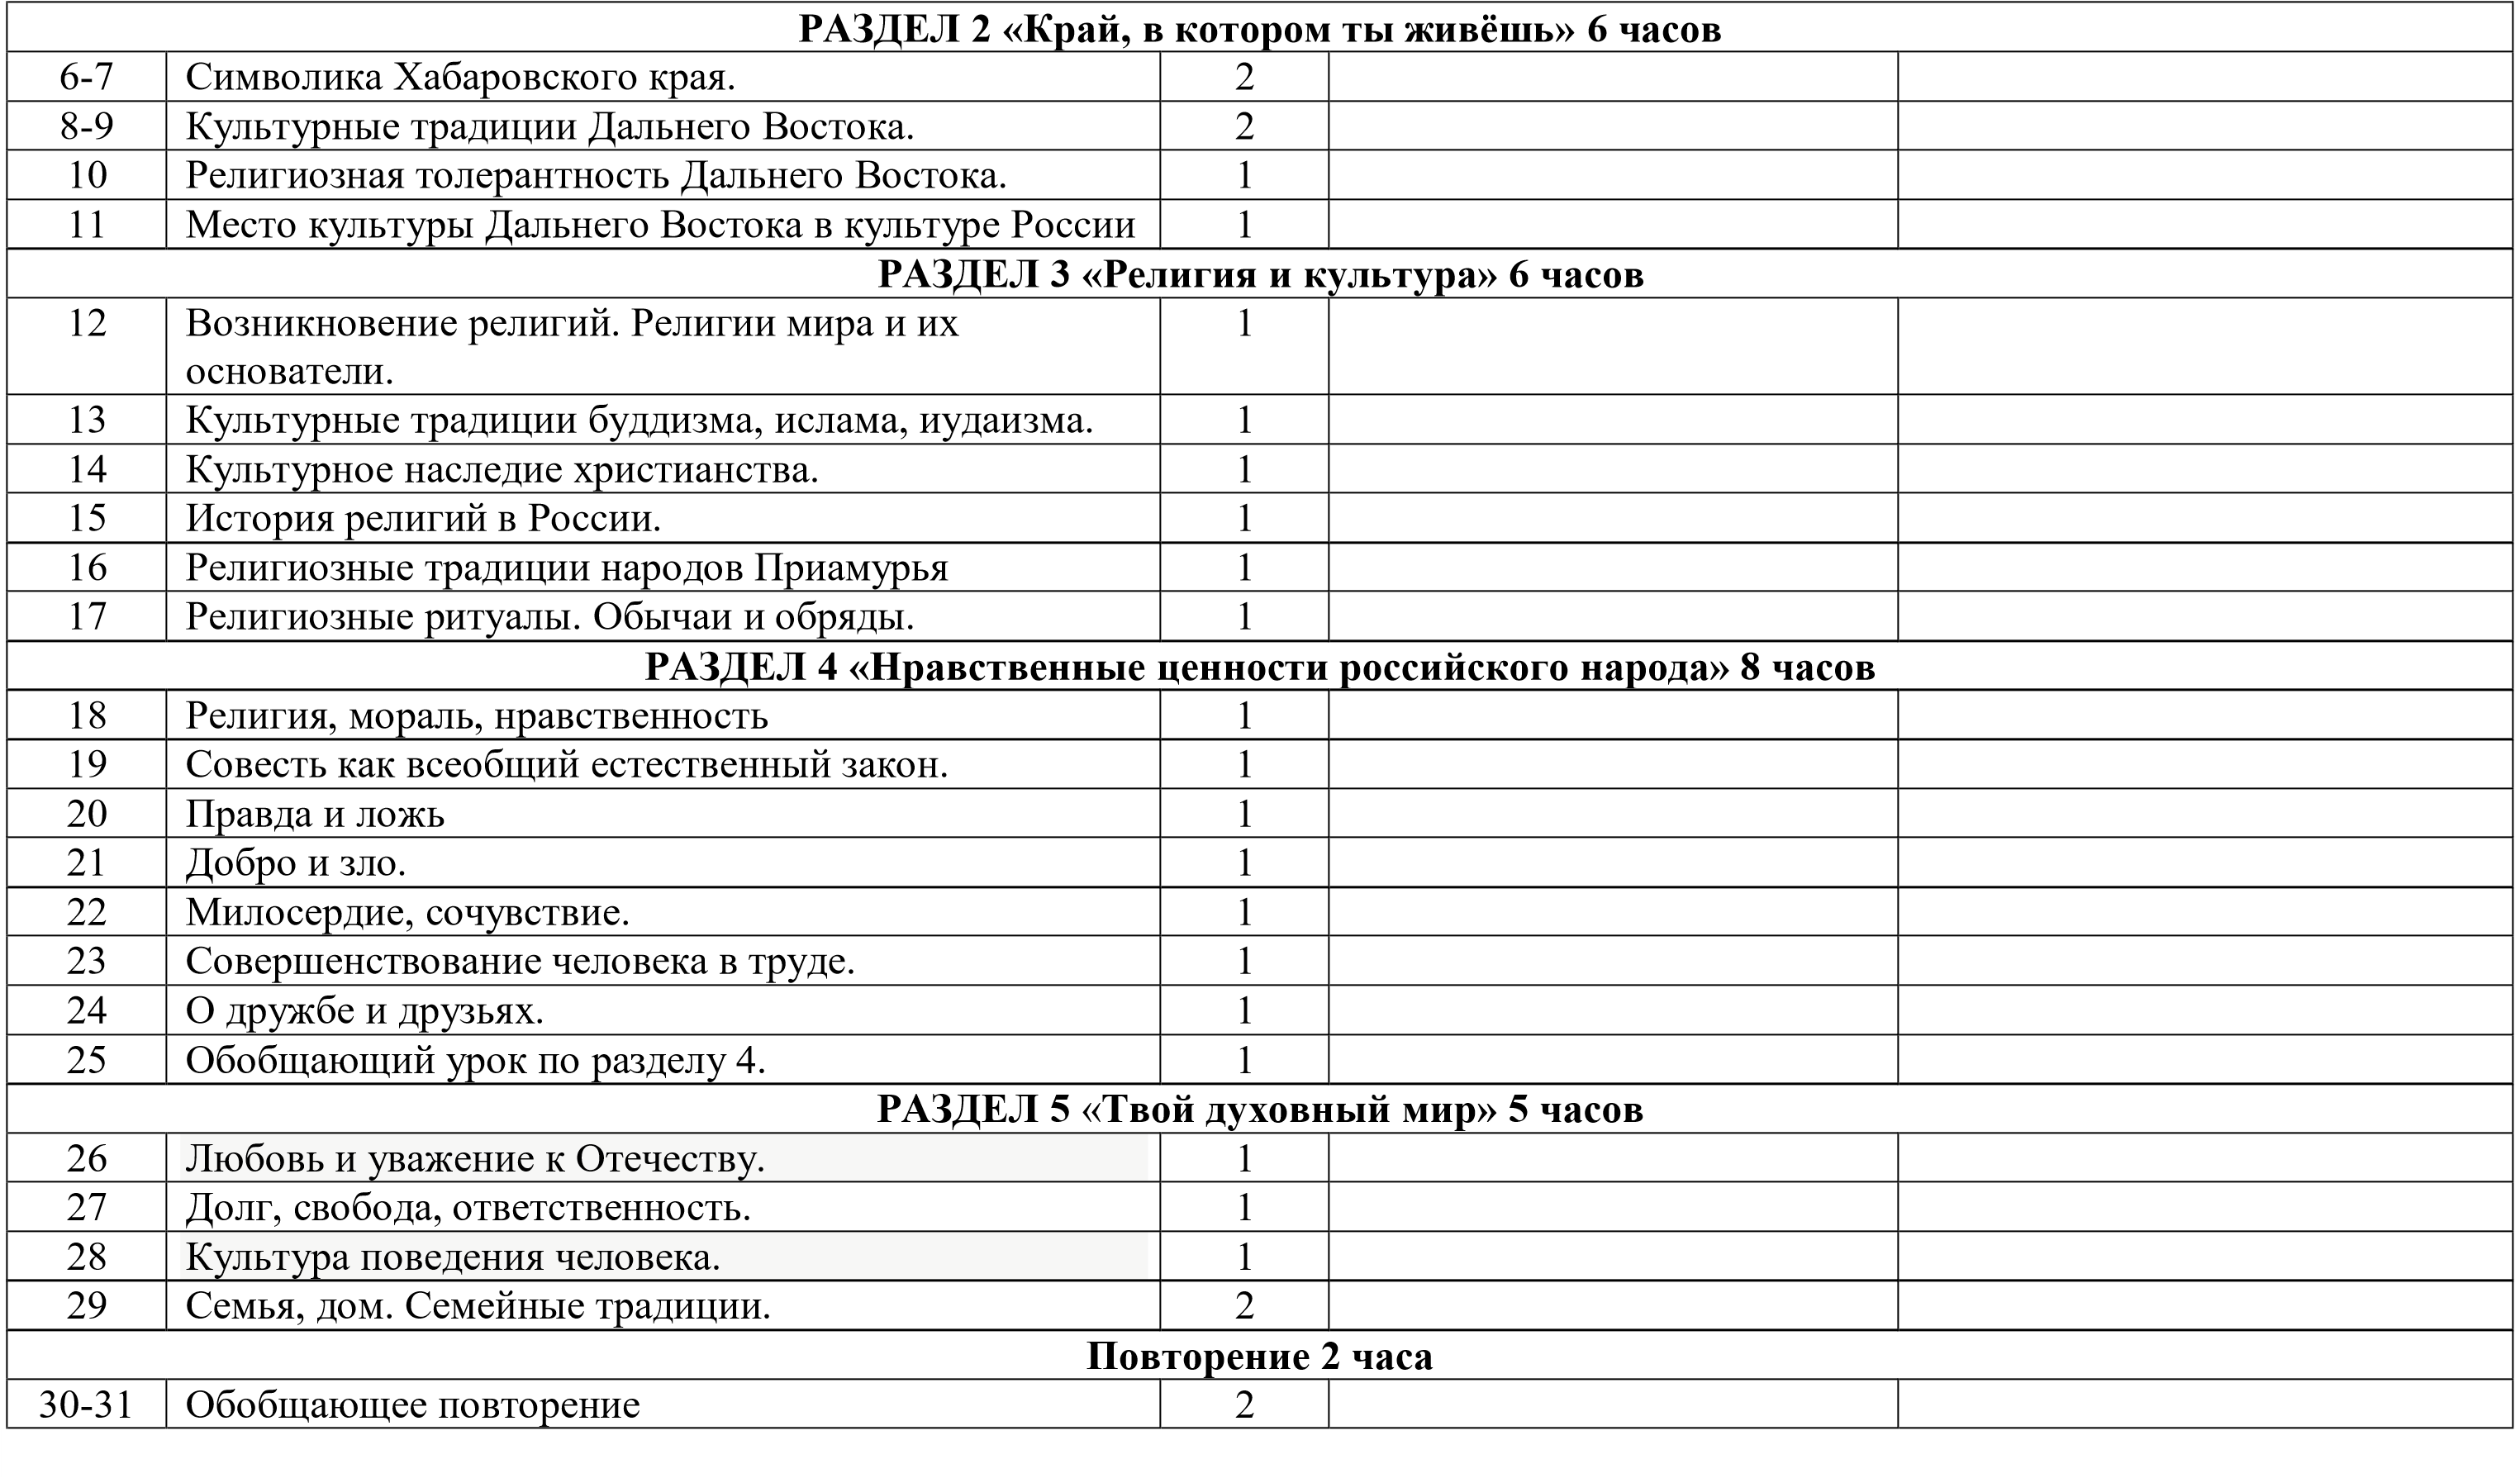 РАЗДЕЛ 2 «Край, в котором ты живёшь» 6 часов
6-7 Символика Хабаровского края. 2
8-9 Культурные традиции Дальнего Востока. 2
10 Религиозная толерантность Дальнего Востока. 1
11 Место культуры Дальнего Востока в культуре России 1
РАЗДЕЛ 3 «Религия и культура» 6 часов
12 Возникновение религий. Религии мира и их 1
основатели.
13 Культурные традиции буддизма, ислама, иудаизма. 1
14 Культурное наследие христианства. 1
15 История религий в России. 1
16 Религиозные традиции народов Приамурья 1
17 Религиозные ритуалы. Обычаи и обряды. 1
РАЗДЕЛ 4 «Нравственные ценности российского народа» 8 часов
18 Религия, мораль, нравственность 1
19 Совесть как всеобщий естественный закон. 1
20 Правда и ложь 1
21 Добро и зло. 1
22 Милосердие, сочувствие. 1
23 Совершенствование человека в труде. 1
24 О дружбе и друзьях. 1
25 Обобщающий урок по разделу 4. 1
РАЗДЕЛ 5 «Твой духовный мир» 5 часов
26 Любовь и уважение к Отечеству. 1
27 Долг, свобода, ответственность. 1
28 Культура поведения человека. 1
29 Семья, дом. Семейные традиции. 2
Повторение 2 часа
30-31 Обобщающее повторение 2